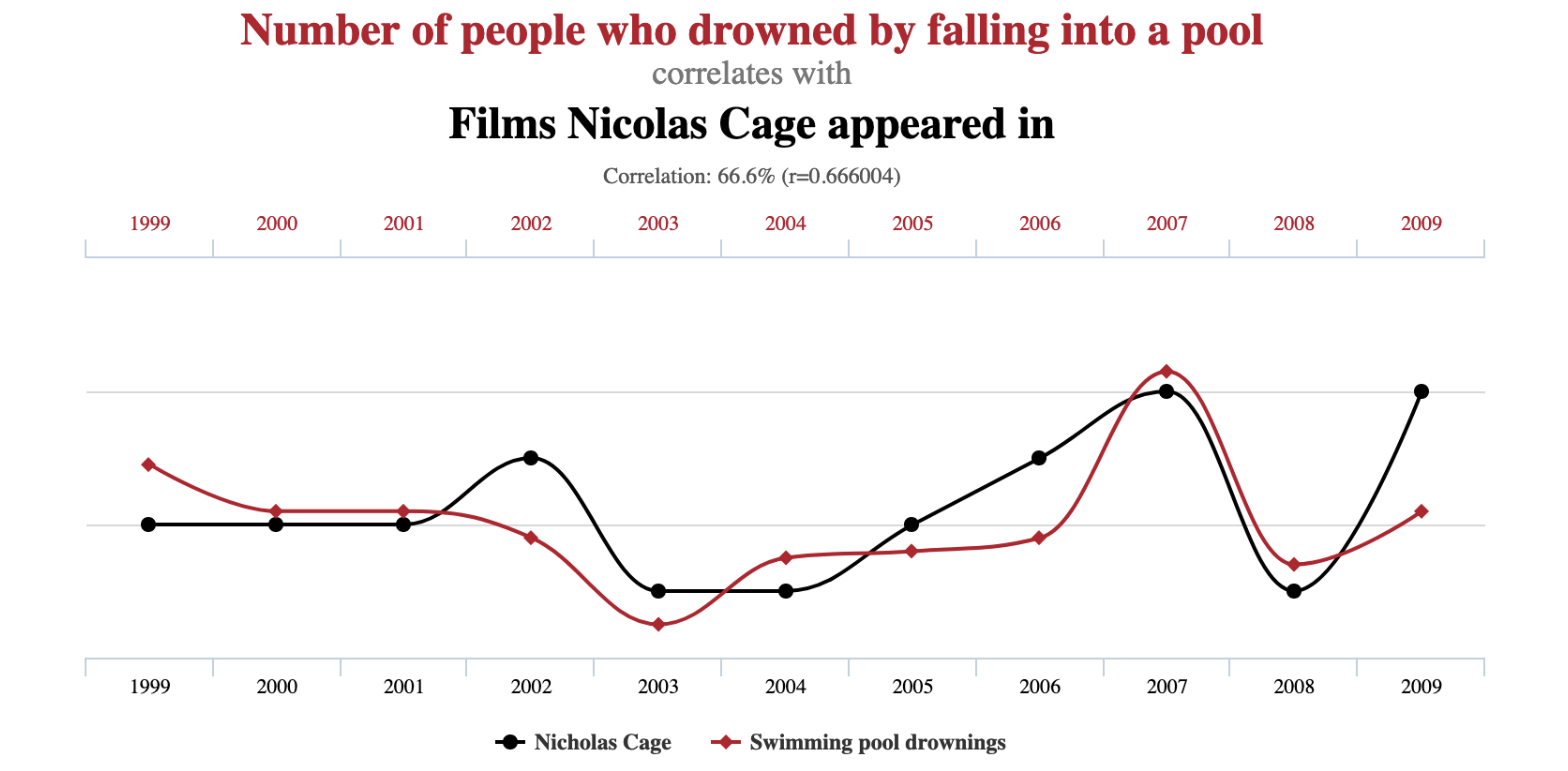 Number of people who drowned by falling into a pool
correlates with
Films Nicolas Cage appeared in
Correlation: 66.6% (r=0.666004)
1999 2000 2001 2002 2003 2004 2005 2006 2007 2008 2009
1999 2000 2001 2002 2003 2004 2005 2006 2007 2008 2009
Nicholas Cage Swimming pool drownings